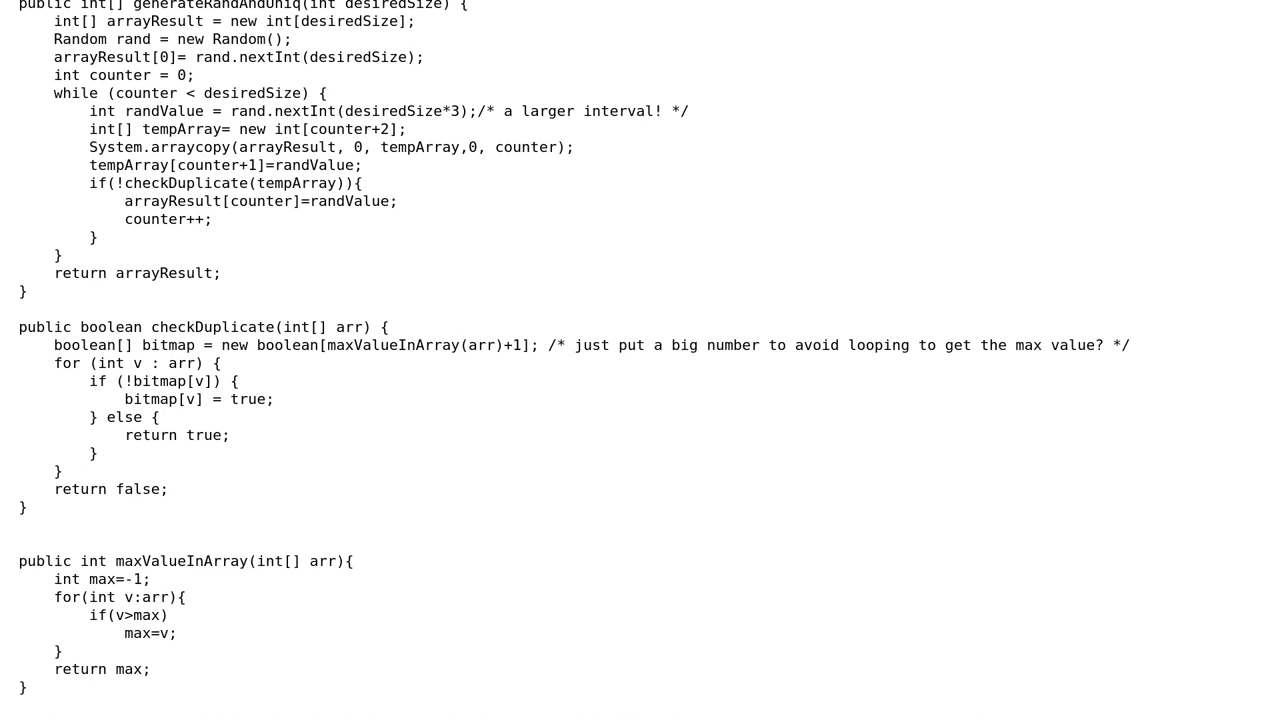 public int[] generateRandAndUniq(int desiredSize) {
    int[] arrayResult = new int[desiredSize];
    Random rand = new Random();
    arrayResult[0]= rand.nextInt(desiredSize);
    int counter = 0;
    while (counter < desiredSize) {
        int randValue = rand.nextInt(desiredSize*3);/* a larger interval! */
        int[] tempArray= new int[counter+2];
        System.arraycopy(arrayResult, 0, tempArray,0, counter);
        tempArray[counter+1]=randValue;
        if(!checkDuplicate(tempArray)){
            arrayResult[counter]=randValue;
            counter++;
        }
    }
    return arrayResult;
}

public boolean checkDuplicate(int[] arr) {
    boolean[] bitmap = new boolean[maxValueInArray(arr)+1]; /* just put a big number to avoid looping to get the max value? */
    for (int v : arr) {
        if (!bitmap[v]) {
            bitmap[v] = true;
        } else {
            return true;
        }
    }
    return false;
}


public int maxValueInArray(int[] arr){
    int max=-1;
    for(int v:arr){
        if(v>max)
            max=v;
    }
    return max;
}